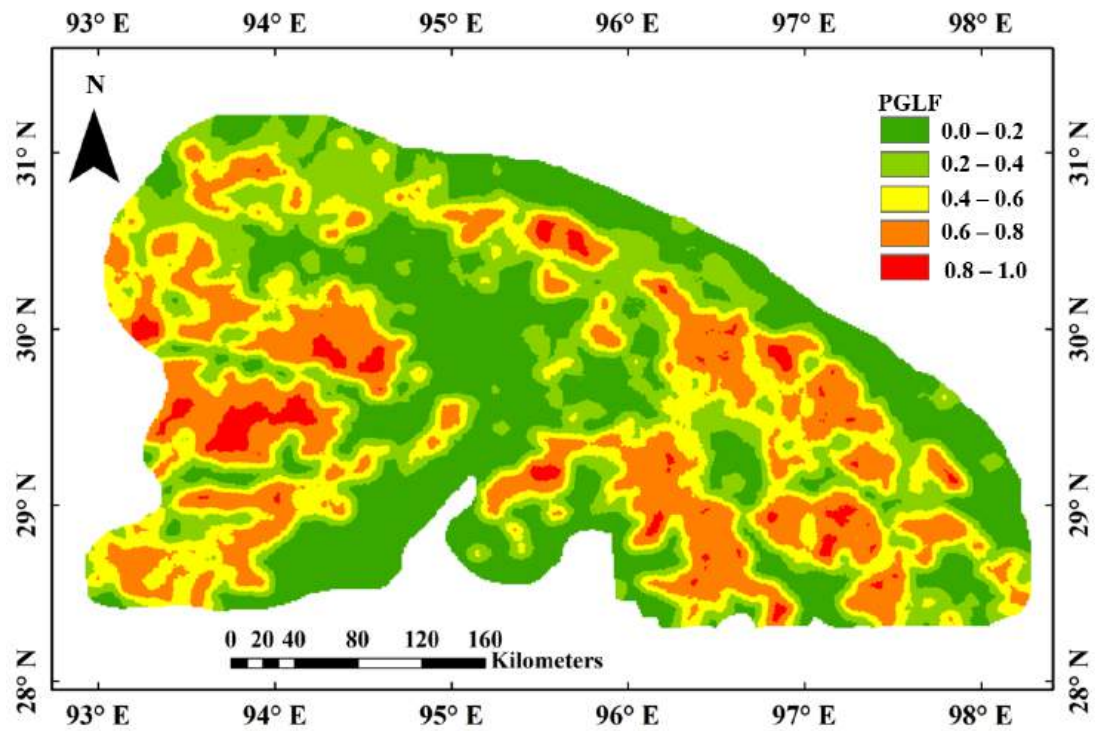 93° E 94° E 95° E 96° E 97° E 98° E
N
PGLF
0.0 – 0.2
0.2 – 0.4
0.4 – 0.6
0.6 – 0.8
0.8 – 1.0
31° N 31° N
30° N 30° N
29° N 29° N
28° N 28° N
0 20 40 80 120 160
Kilometers
93° E 94° E 95° E 96° E 97° E 98° E